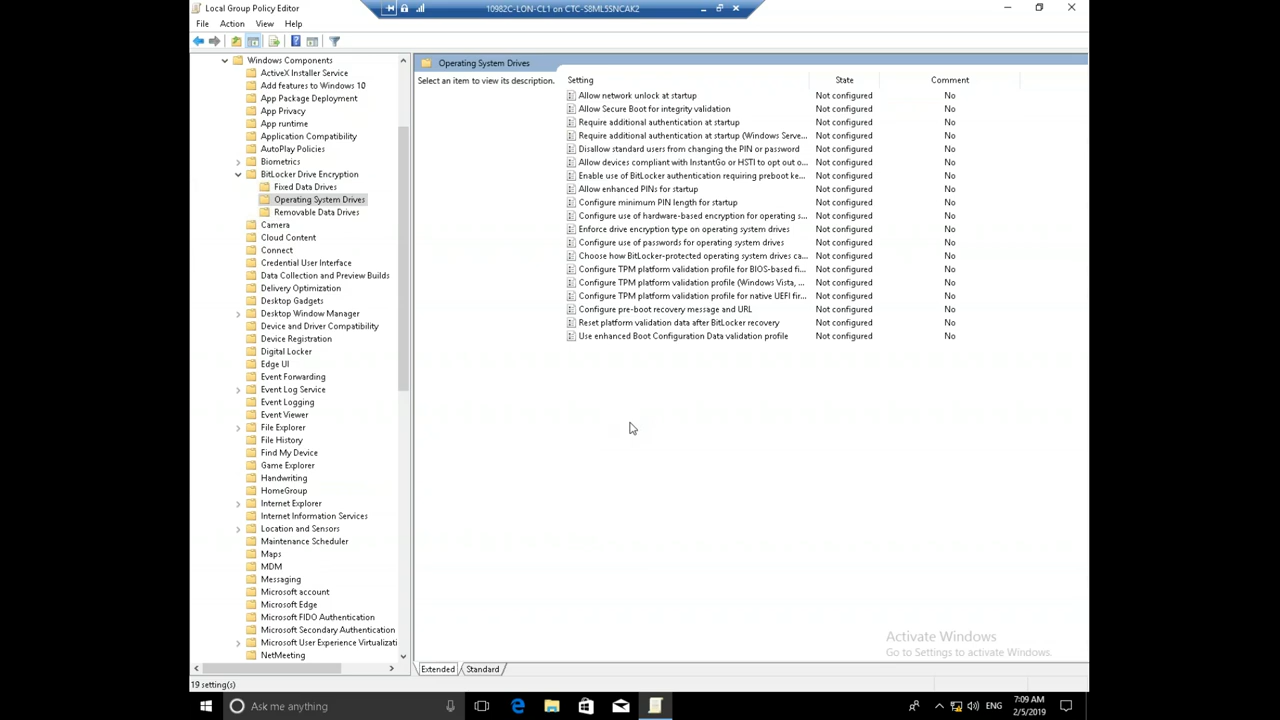 Local Group Policy Editor
10982C-LON-CL1 on CTC-S8ML55NCAK2
File Action View Help
Windows Components
ActiveX Installer Service
Add features to Windows 10
App Package Deployment
App Privacy
App runtime
Application Compatibility
AutoPlay Policies
Biometrics
BitLocker Drive Encryption
Fixed Data Drives
Operating System Drives
Removable Data Drives
Camera
Cloud Content
Connect
Credential User Interface
Data Collection and Preview Builds
Delivery Optimization
Desktop Gadgets
Desktop Window Manager
Device and Driver Compatibility
Device Registration
Digital Locker
Edge UI
Event Forwarding
Event Log Service
Event Logging
Event Viewer
File Explorer
File History
Find My Device
Game Explorer
Handwriting
HomeGroup
Internet Explorer
Internet Information Services
Location and Sensors
Maintenance Scheduler
Maps
MDM
Messaging
Microsoft account
Microsoft Edge
Microsoft FIDO Authentication
Microsoft Secondary Authentication
Microsoft User Experience Virtualizati
NetMeeting
Operating System Drives
Select an item to view its description.
Setting State Comment
Allow network unlock at startup Not configured No
Allow Secure Boot for integrity validation Not configured No
Require additional authentication at startup Not configured No
Require additional authentication at startup (Windows Serve... Not configured No
Disallow standard users from changing the PIN or password Not configured No
Allow devices compliant with InstantGo or HSTI to opt out o... Not configured No
Enable use of BitLocker authentication requiring preboot ke... Not configured No
Allow enhanced PINs for startup Not configured No
Configure minimum PIN length for startup Not configured No
Configure use of hardware-based encryption for operating s... Not configured No
Enforce drive encryption type on operating system drives Not configured No
Configure use of passwords for operating system drives Not configured No
Choose how BitLocker-protected operating system drives ca... Not configured No
Configure TPM platform validation profile for BIOS-based fi... Not configured No
Configure TPM platform validation profile (Windows Vista, ... Not configured No
Configure TPM platform validation profile for native UEFI fir... Not configured No
Configure pre-boot recovery message and URL Not configured No
Reset platform validation data after BitLocker recovery Not configured No
Use enhanced Boot Configuration Data validation profile Not configured No
Activate Windows
Go to Settings to activate Windows.
Extended Standard
19 setting(s)
Ask me anything
ENG
7:09 AM
2/5/2019